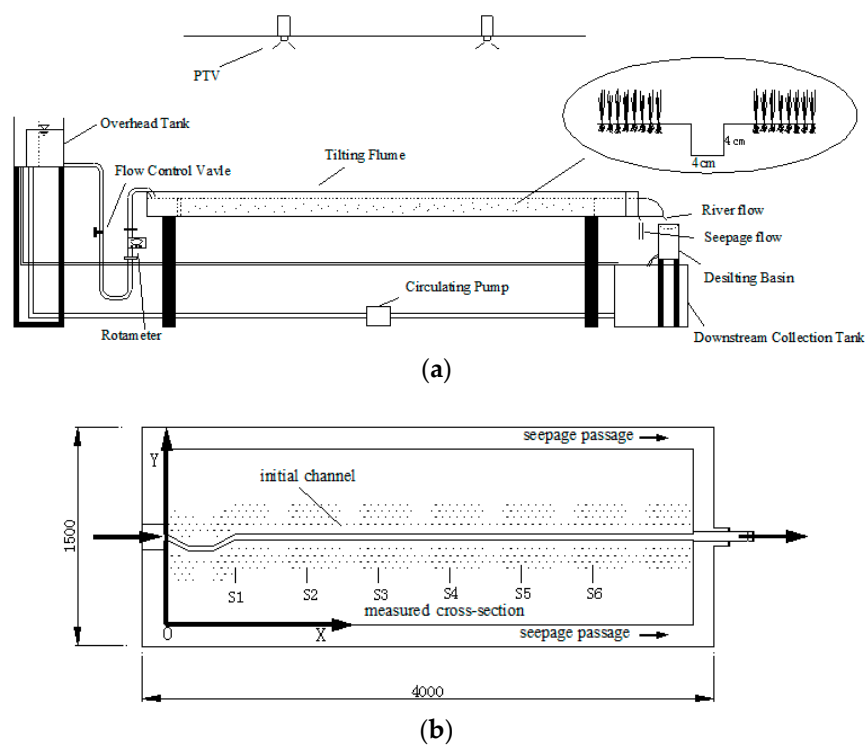 PTV
Overhead Tank
Flow Control Vavle
Tilting Flume
4 cm
4cm
River flow
Seepage flow
Desilting Basin
Circulating Pump
Rotameter
Downstream Collection Tank
(a)
seepage passage
Y
initial channel
1500
S1 S2 S3 S4 S5 S6
measured cross-section
O
X
seepage passage
4000
(b)